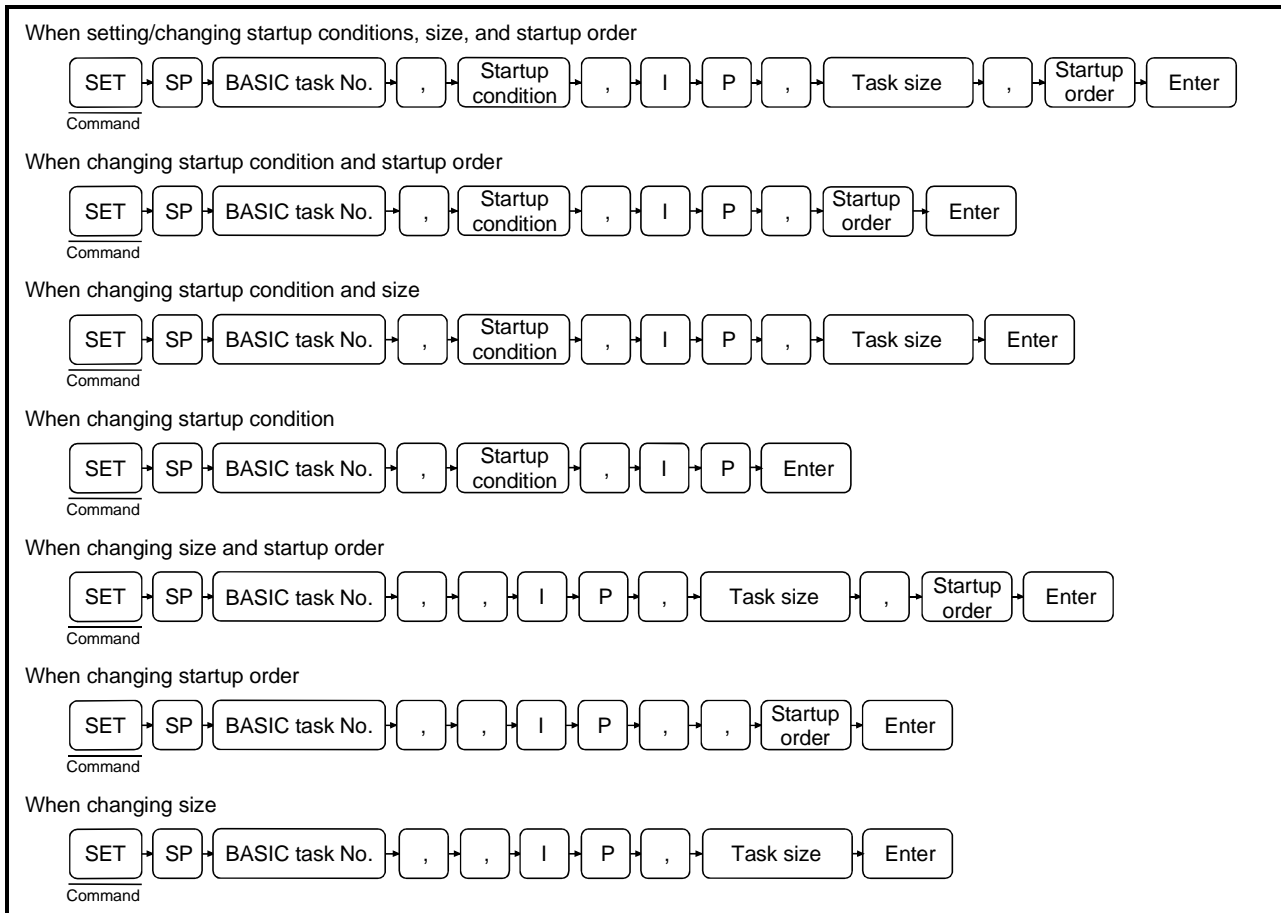 When setting/changing startup conditions, size, and startup order
SET SP BASIC task No. , Startup condition , I P , Task size , Startup order Enter
Command
When changing startup condition and startup order
SET SP BASIC task No. , Startup condition , I P , Startup order Enter
Command
When changing startup condition and size
SET SP BASIC task No. , Startup condition , I P , Task size Enter
Command
When changing startup condition
SET SP BASIC task No. , Startup condition , I P Enter
Command
When changing size and startup order
SET SP BASIC task No. , , I P , Task size , Startup order Enter
Command
When changing startup order
SET SP BASIC task No. , , I P , , Startup order Enter
Command
When changing size
SET SP BASIC task No. , , I P , Task size Enter
Command